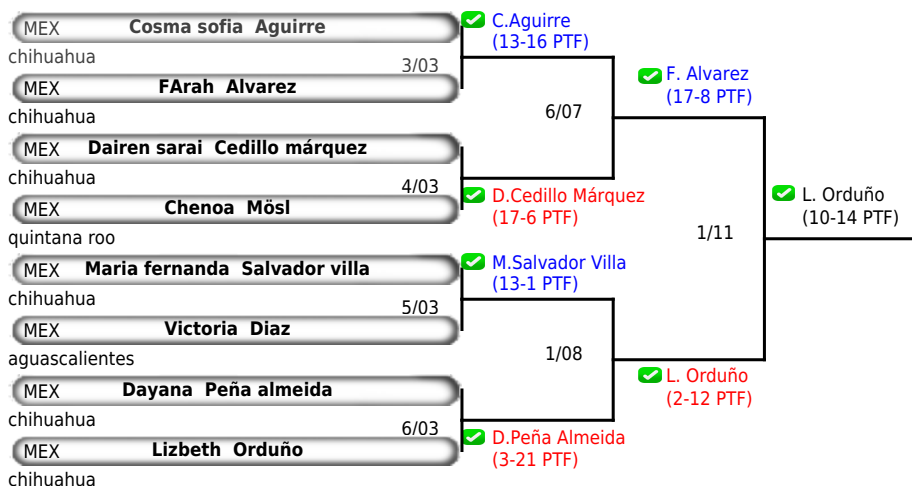 MEX Cosma sofia Aguirre
chihuahua
C.Aguirre
(13-16 PTF)
3/03
MEX FArah Alvarez
chihuahua
F. Alvarez
(17-8 PTF)
6/07
MEX Dairen sarai Cedillo márquez
chihuahua
4/03
D.Cedillo Márquez
(17-6 PTF)
MEX Chenoa Mösl
quintana roo
L. Orduño
(10-14 PTF)
1/11
MEX Maria fernanda Salvador villa
chihuahua
M.Salvador Villa
(13-1 PTF)
5/03
MEX Victoria Diaz
aguascalientes
1/08
L. Orduño
(2-12 PTF)
MEX Dayana Peña almeida
chihuahua
6/03
D.Peña Almeida
(3-21 PTF)
MEX Lizbeth Orduño
chihuahua